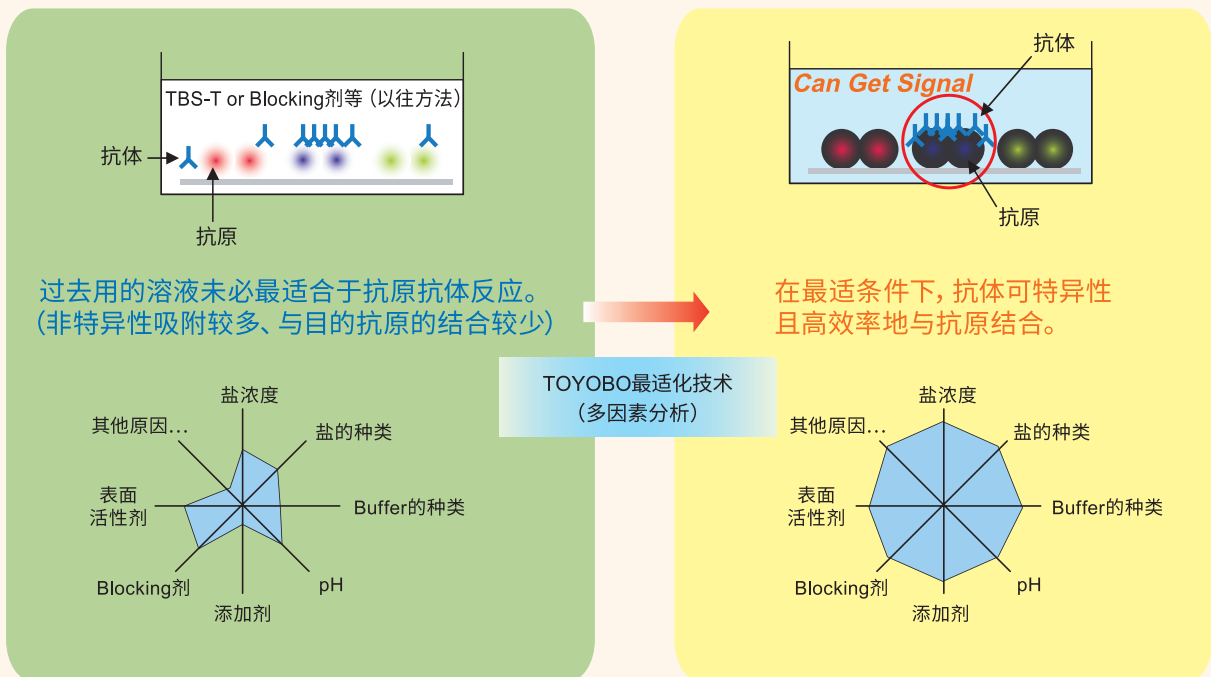 TBS-T or Blocking剂等（以往方法）
抗体
抗原
过去用的溶液未必最适合于抗原抗体反应。
（非特异性吸附较多、与目的抗原的结合较少）
盐浓度
其他原因…
盐的种类
表面
活性剂
Buffer的种类
Blocking剂
pH
添加剂
TOYOBO最适化技术
（多因素分析）
抗体
Can Get Signal
抗原
在最适条件下，抗体可特异性
且高效率地与抗原结合。
盐浓度
其他原因…
盐的种类
表面
活性剂
Buffer的种类
Blocking剂
pH
添加剂